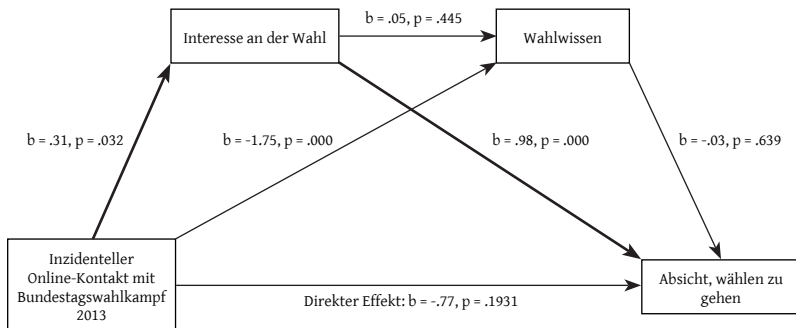 b = .05, p = .445
Interesse an der Wahl
Wahlwissen
b = .31, p = .032
b = -1.75, p = .000
b = .98, p = .000
b = -.03, p = .639
Inzidenteller
Online-Kontakt mit
Bundestagswahlkampf
2013
Absicht, wählen zu
gehen
Direkter Effekt: b = -.77, p = .1931